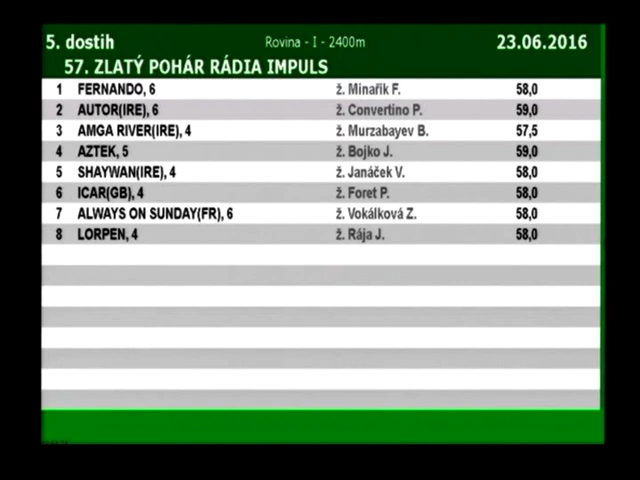 5. dostih Rovina - I - 2400m 23.06.2016
57. ZLATÝ POHÁR RÁDIA IMPULS
1 FERNANDO, 6 ž. Minařik F. 58,0
2 AUTOR(IRE), 6 ž. Convertino P. 59,0
3 AMGA RIVER(IRE), 4 ž. Murzabayev B. 57,5
4 AZTEK, 5 ž. Bojko J. 59,0
5 SHAYWAN(IRE), 4 ž. Janáček V. 58,0
6 ICAR(GB), 4 ž. Foret P. 58,0
7 ALWAYS ON SUNDAY(FR), 6 ž. Vokálková Z. 58,0
8 LORPEN, 4 ž. Rája J. 58,0